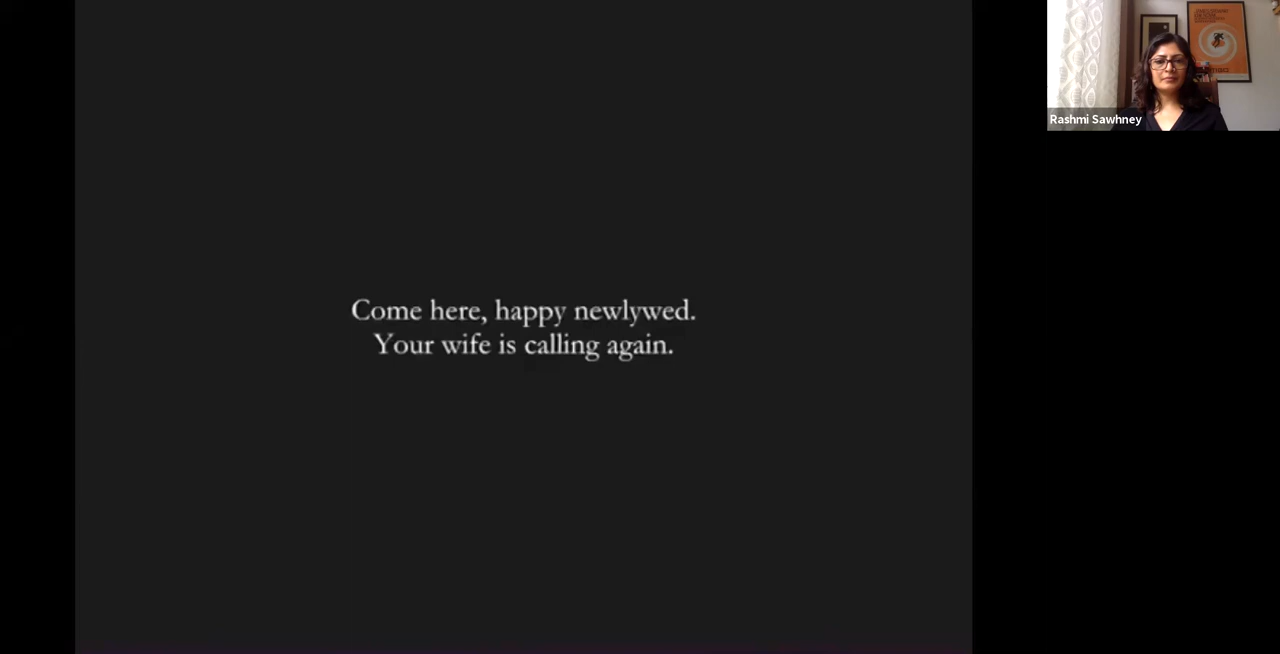 Come here, happy newlywed.
Your wife is calling again.
Rashmi Sawhney